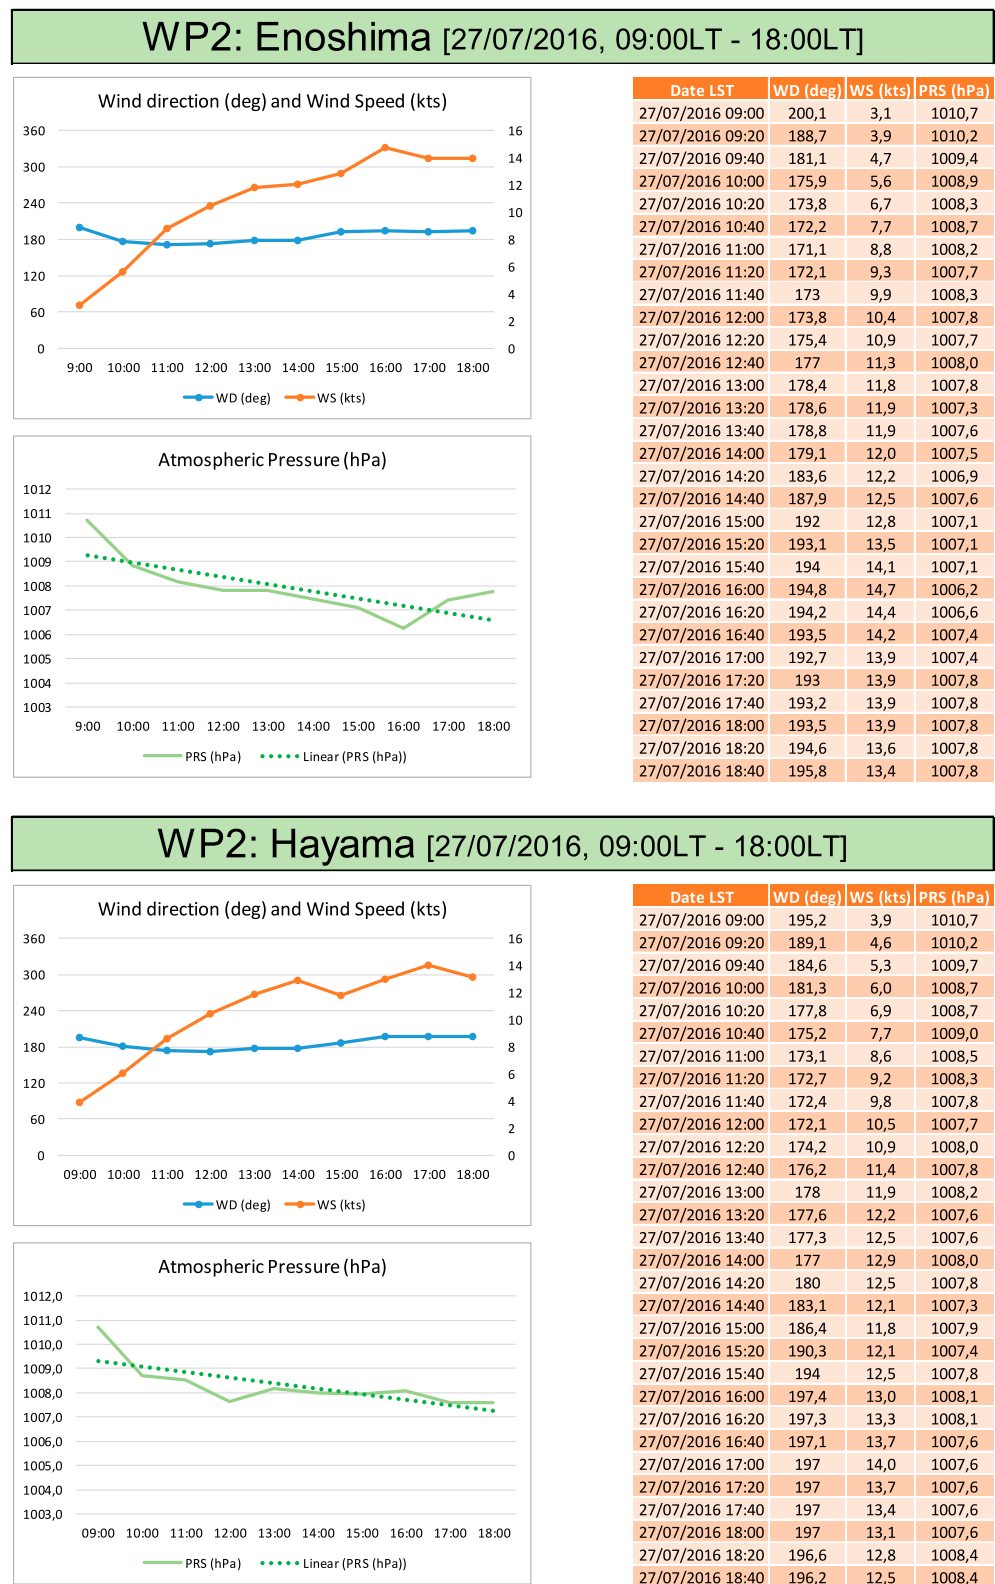 WP2: Enoshima [27/07/2016, 09:00LT - 18:00LT]
Wind direction (deg) and Wind Speed (kts)
360 16
300 14
240 12
180 10
120 8
60 6
0 4
2
0
9:00 10:00 11:00 12:00 13:00 14:00 15:00 16:00 17:00 18:00
WD (deg) WS (kts)
Atmospheric Pressure (hPa)
1012
1011
1010
1009
1008
1007
1006
1005
1004
1003
9:00 10:00 11:00 12:00 13:00 14:00 15:00 16:00 17:00 18:00
PRS (hPa) Linear (PRS (hPa))
Date LST WD (deg) WS (kts) PRS (hPa)
27/07/2016 09:00 200,1 3,1 1010,7
27/07/2016 09:20 188,7 3,9 1010,2
27/07/2016 09:40 181,1 4,7 1009,4
27/07/2016 10:00 175,9 5,6 1008,9
27/07/2016 10:20 173,8 6,7 1008,3
27/07/2016 10:40 172,2 7,7 1008,7
27/07/2016 11:00 171,1 8,8 1008,2
27/07/2016 11:20 172,1 9,3 1007,7
27/07/2016 11:40 173 9,9 1008,3
27/07/2016 12:00 173,8 10,4 1007,8
27/07/2016 12:20 175,4 10,9 1007,7
27/07/2016 12:40 177 11,3 1008,0
27/07/2016 13:00 178,4 11,8 1007,8
27/07/2016 13:20 178,6 11,9 1007,3
27/07/2016 13:40 178,8 11,9 1007,6
27/07/2016 14:00 179,1 12,0 1007,5
27/07/2016 14:20 183,6 12,2 1006,9
27/07/2016 14:40 187,9 12,5 1007,6
27/07/2016 15:00 192 12,8 1007,1
27/07/2016 15:20 193,1 13,5 1007,1
27/07/2016 15:40 194 14,1 1007,1
27/07/2016 16:00 194,8 14,7 1006,2
27/07/2016 16:20 194,2 14,4 1006,6
27/07/2016 16:40 193,5 14,2 1007,4
27/07/2016 17:00 192,7 13,9 1007,4
27/07/2016 17:20 193 13,9 1007,8
27/07/2016 17:40 193,2 13,9 1007,8
27/07/2016 18:00 193,5 13,9 1007,8
27/07/2016 18:20 194,6 13,6 1007,8
27/07/2016 18:40 195,8 13,4 1007,8
WP2: Hayama [27/07/2016, 09:00LT - 18:00LT]
Wind direction (deg) and Wind Speed (kts)
360 16
300 14
240 12
180 10
120 8
60 6
0 4
2
0
09:00 10:00 11:00 12:00 13:00 14:00 15:00 16:00 17:00 18:00
WD (deg) WS (kts)
Atmospheric Pressure (hPa)
1012,0
1011,0
1010,0
1009,0
1008,0
1007,0
1006,0
1005,0
1004,0
1003,0
09:00 10:00 11:00 12:00 13:00 14:00 15:00 16:00 17:00 18:00
PRS (hPa) Linear (PRS (hPa))
Date LST WD (deg) WS (kts) PRS (hPa)
27/07/2016 09:00 195,2 3,9 1010,7
27/07/2016 09:20 189,1 4,6 1010,2
27/07/2016 09:40 184,6 5,3 1009,7
27/07/2016 10:00 181,3 6,0 1008,7
27/07/2016 10:20 177,8 6,9 1008,7
27/07/2016 10:40 175,2 7,7 1009,0
27/07/2016 11:00 173,1 8,6 1008,5
27/07/2016 11:20 172,7 9,2 1008,3
27/07/2016 11:40 172,4 9,8 1007,8
27/07/2016 12:00 172,1 10,5 1007,7
27/07/2016 12:20 174,2 10,9 1008,0
27/07/2016 12:40 176,2 11,4 1007,8
27/07/2016 13:00 178 11,9 1008,2
27/07/2016 13:20 177,6 12,2 1007,6
27/07/2016 13:40 177,3 12,5 1007,6
27/07/2016 14:00 177 12,9 1008,0
27/07/2016 14:20 180 12,5 1007,8
27/07/2016 14:40 183,1 12,1 1007,3
27/07/2016 15:00 186,4 11,8 1007,9
27/07/2016 15:20 190,3 12,1 1007,4
27/07/2016 15:40 194 12,5 1007,8
27/07/2016 16:00 197,4 13,0 1008,1
27/07/2016 16:20 197,3 13,3 1008,1
27/07/2016 16:40 197,1 13,7 1007,6
27/07/2016 17:00 197 14,0 1007,6
27/07/2016 17:20 197 13,7 1007,6
27/07/2016 17:40 197 13,4 1007,6
27/07/2016 18:00 197 13,1 1007,6
27/07/2016 18:20 196,6 12,8 1008,4
27/07/2016 18:40 196,2 12,5 1008,4